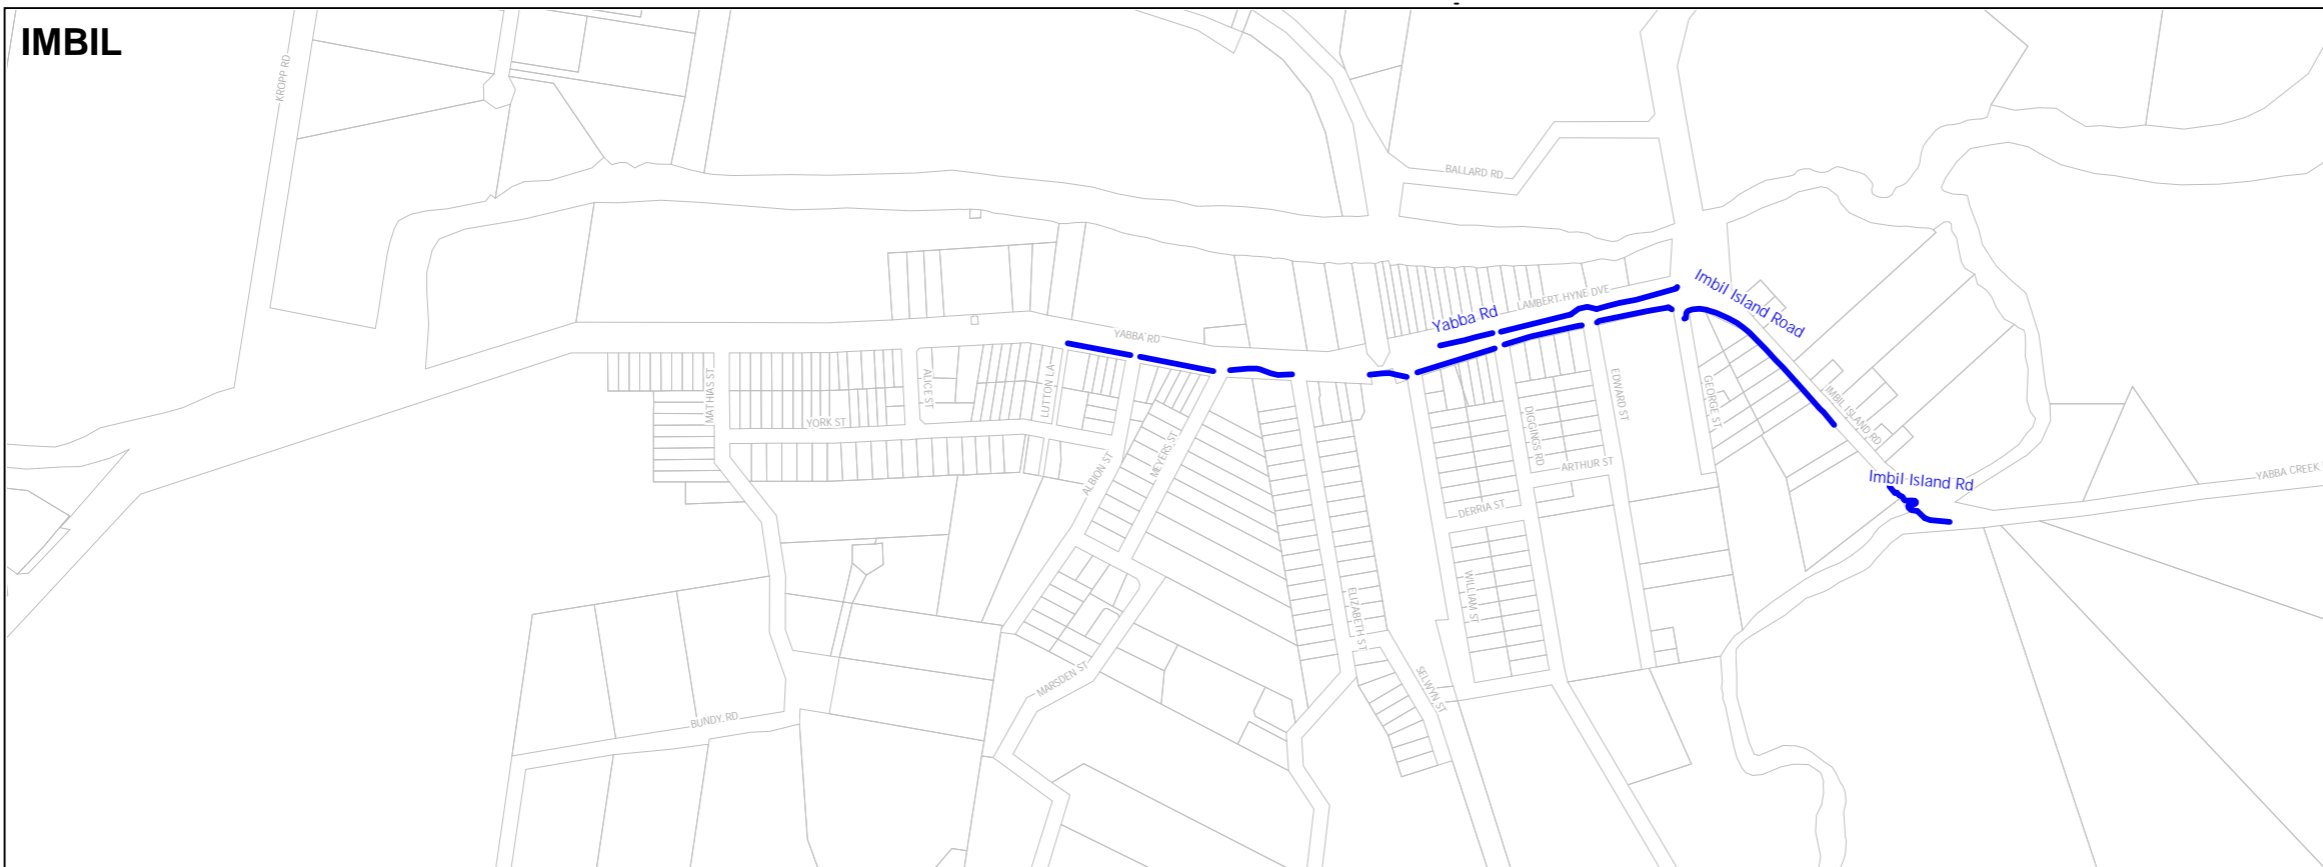 IMBIL
KROPP RD
BALLARD RD
Imbil Island Road
LAMBERT HYNE DVE
Yabba Rd
YABBA RD
MATHIAS ST
ALICE ST
LUTTON LA
YORK ST
EDWARD ST
GEORGE ST
IMBIL ISLAND RD
DIGGINGS RD
ALBION ST
MEYERS ST
ARTHUR ST
Imbil Island Rd
YABBA CREEK
DERRIA ST
WILLIAM ST
ELIZABETH ST
MARSDEN ST
SELWYN ST
BUNDY RD